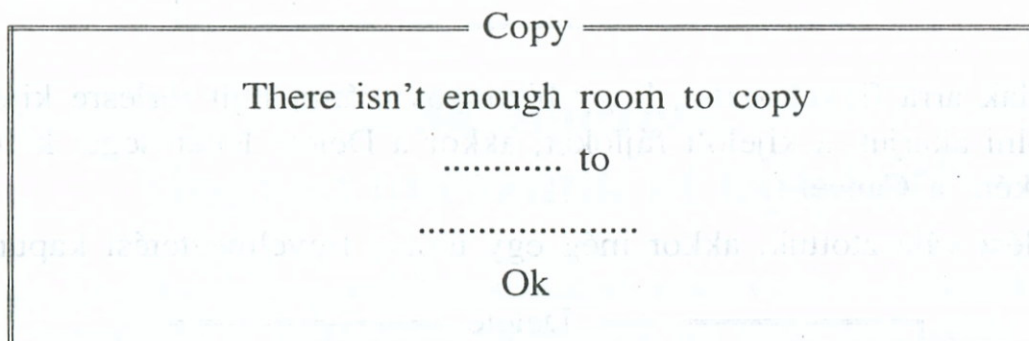 Copy
There isn't enough room to copy
............. to
........................
Ok